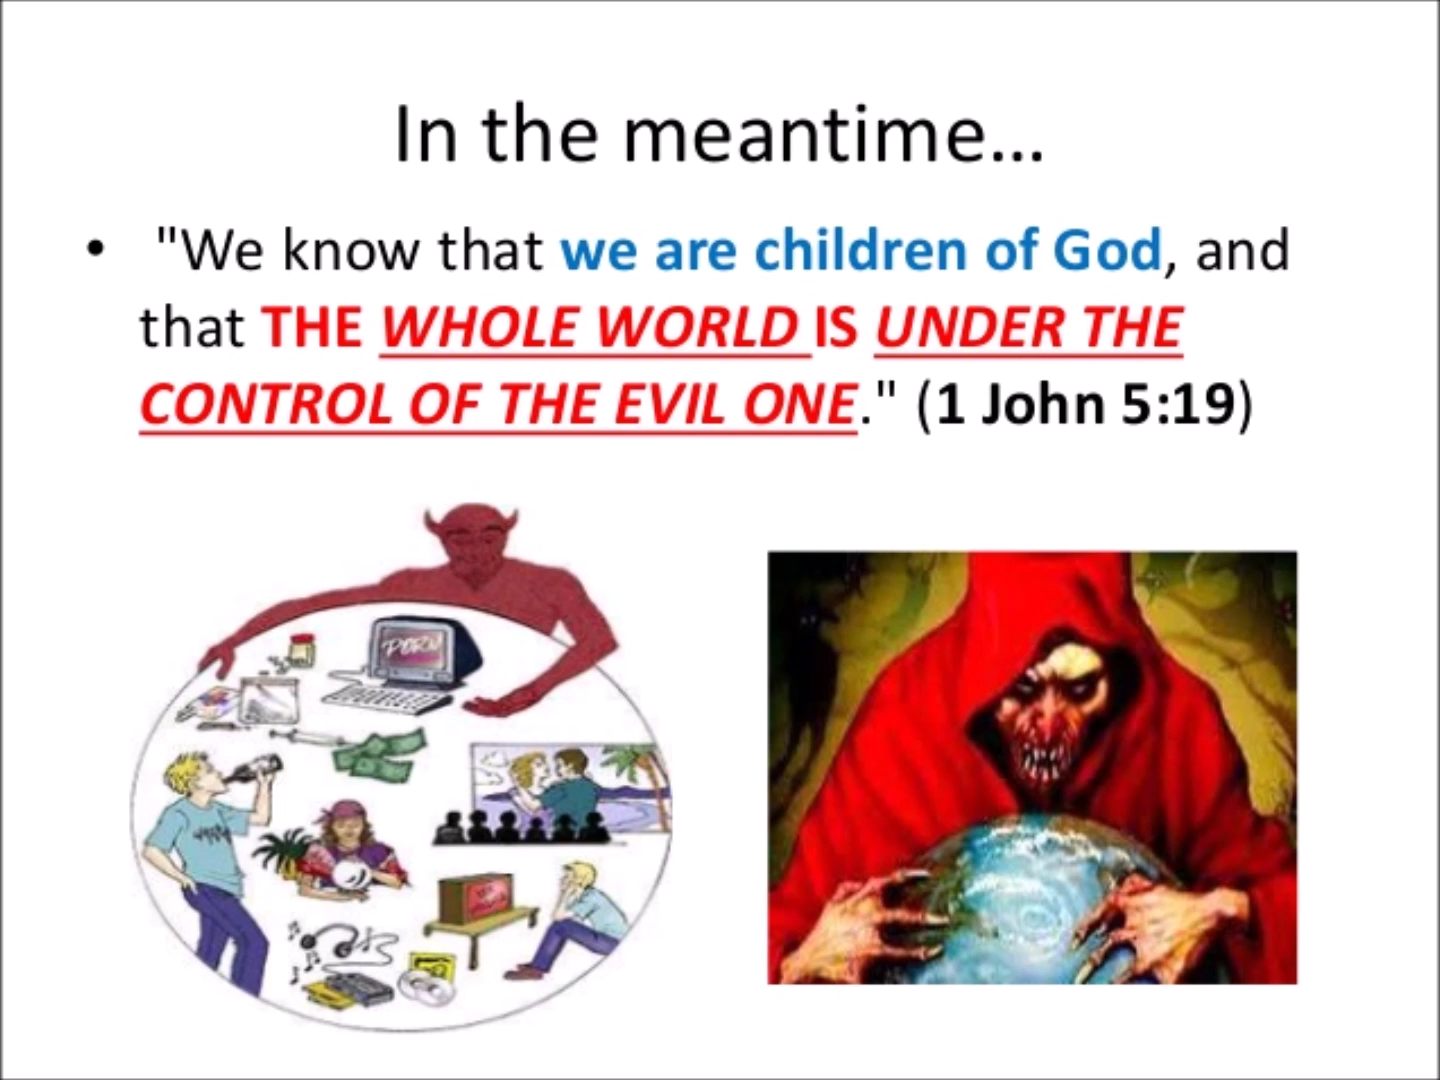 In the meantime...
• "We know that we are children of God, and
that THE WHOLE WORLD IS UNDER THE
CONTROL OF THE EVIL ONE." (1 John 5:19)
PORN